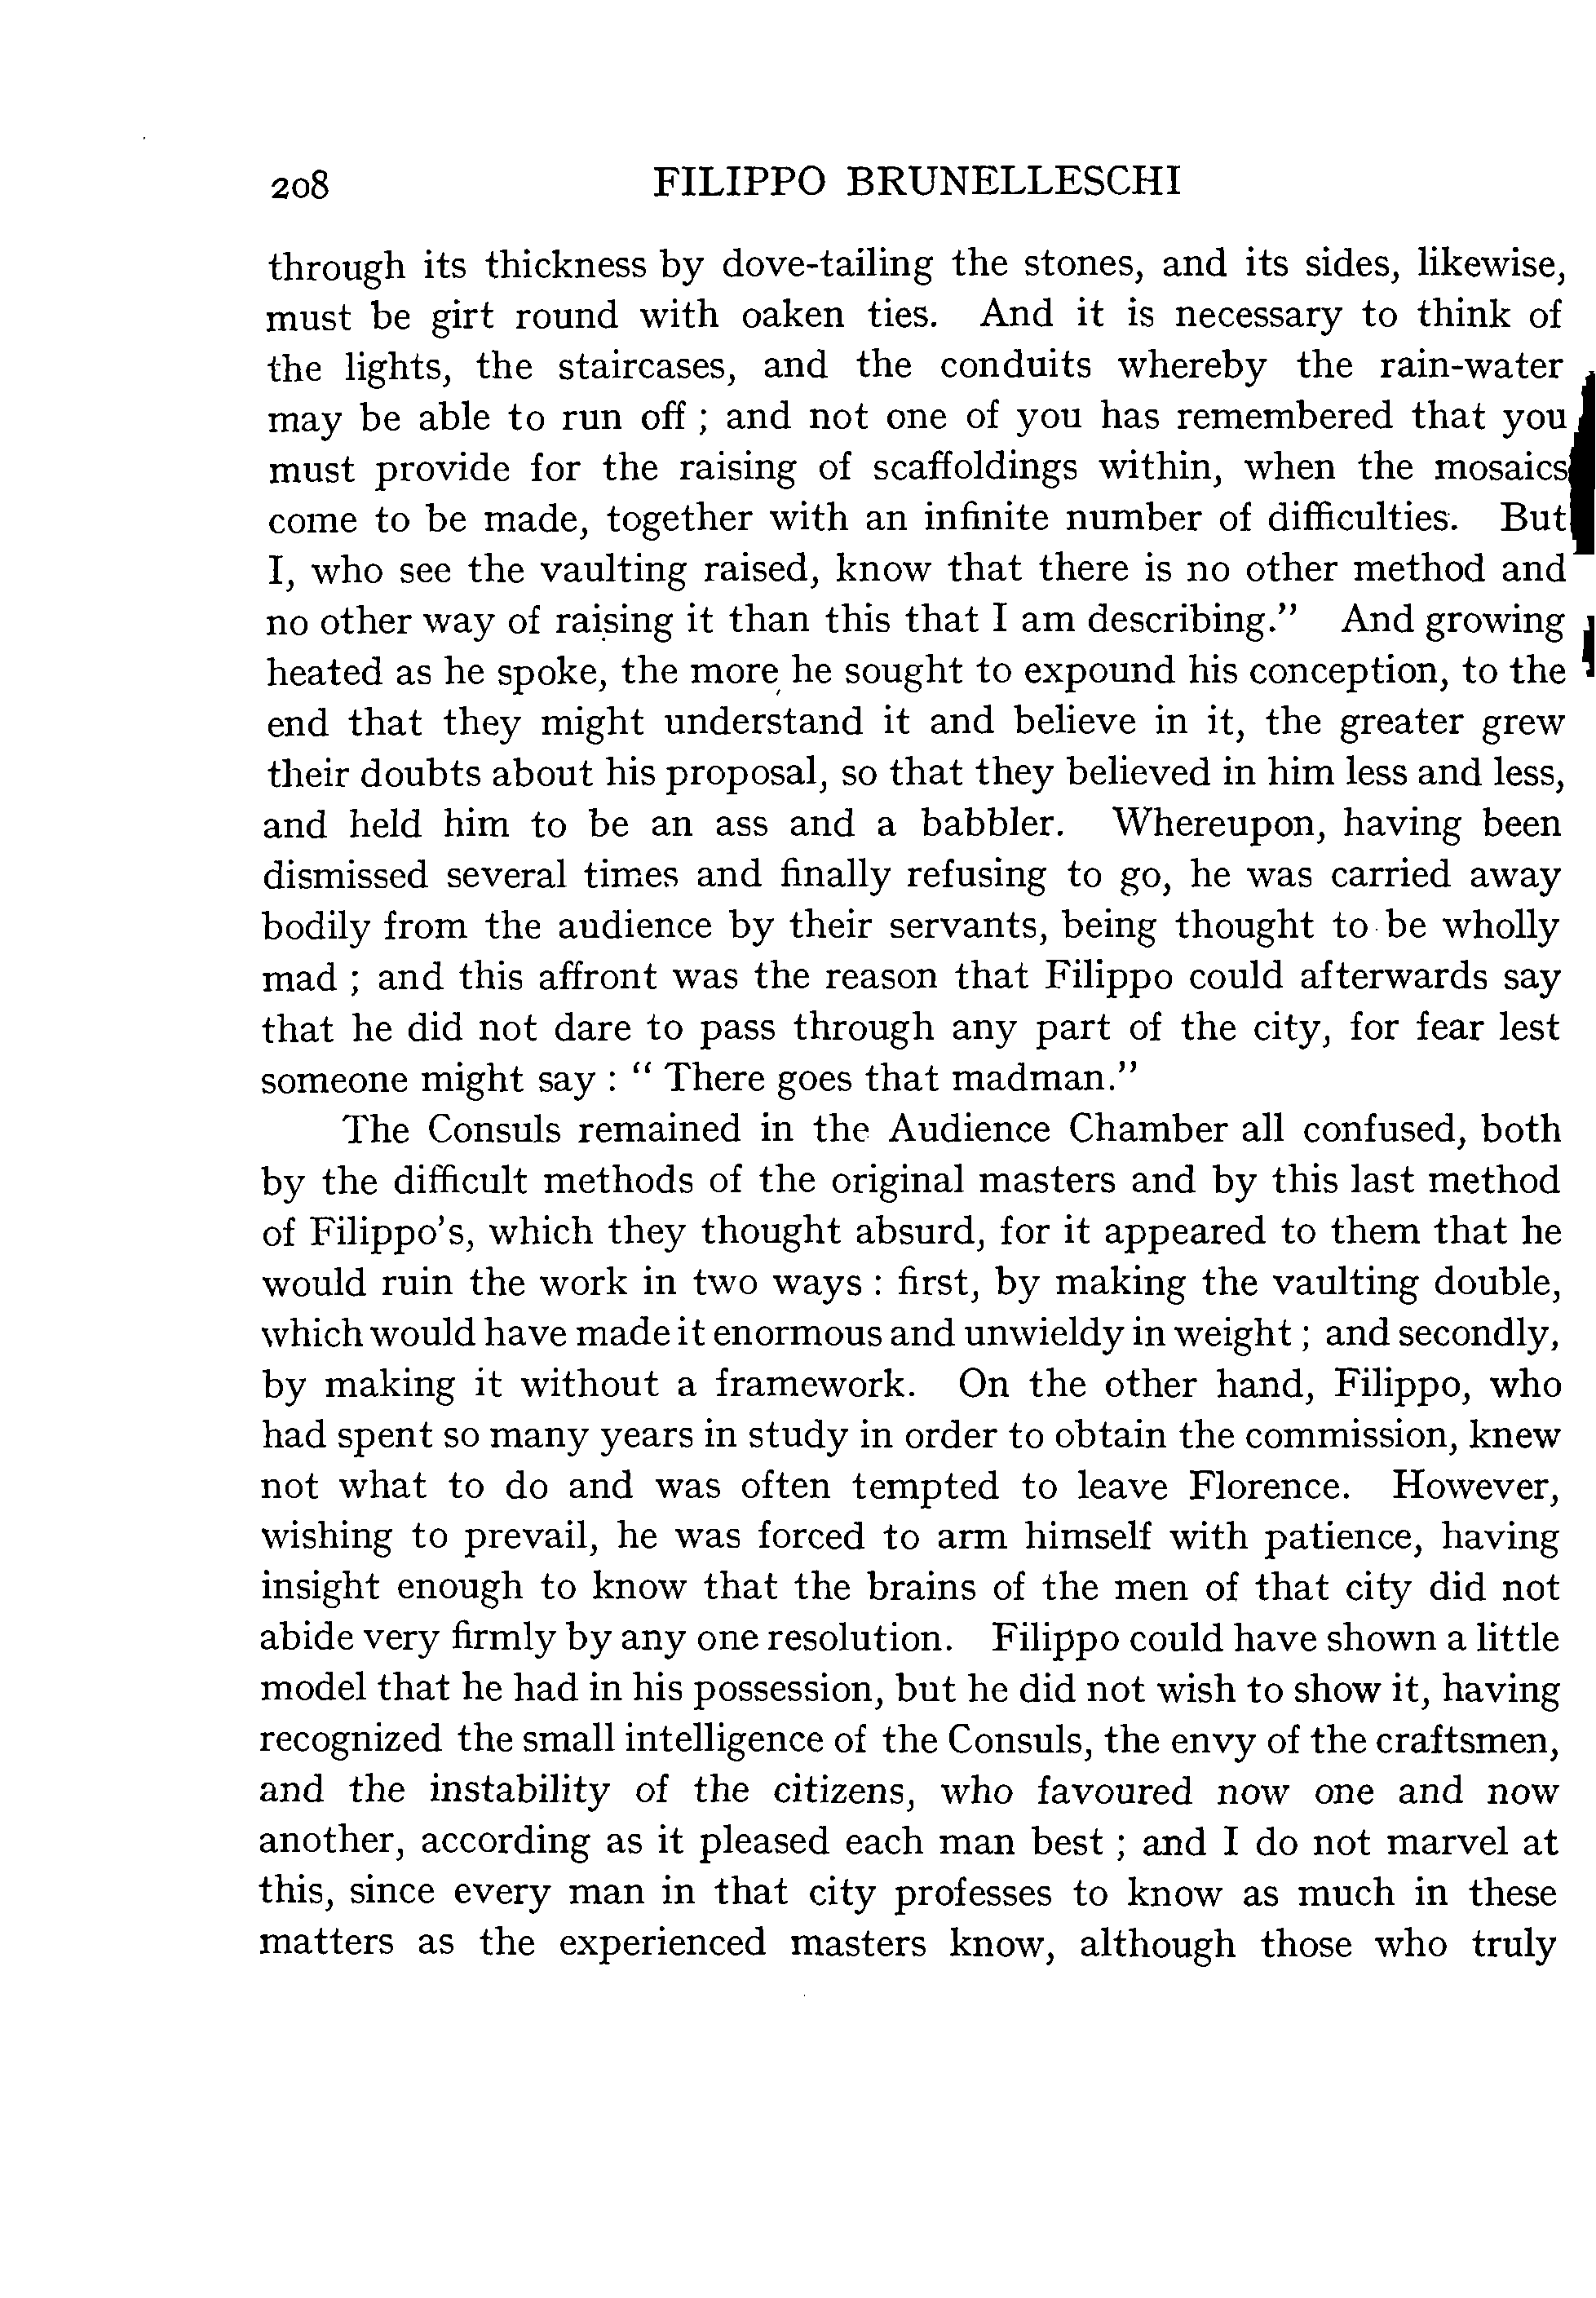 208 FILIPPO BRUNELLESCHI
through its thickness by dove-tailing the stones, and its sides, likewise,
must be girt round with oaken ties. And it is necessary to think of
the lights, the staircases, and the conduits whereby the rain-water
may be able to run off ; and not one of you has remembered that you
must provide for the raising of scaffoldings within, when the mosaics
come to be made, together with an infinite number of difficulties. But
I, who see the vaulting raised, know that there is no other method and
no other way of raising it than this that I am describing.” And growing
heated as he spoke, the more he sought to expound his conception, to the
end that they might understand it and believe in it, the greater grew
their doubts about his proposal, so that they believed in him less and less,
and held him to be an ass and a babbler. Whereupon, having been
dismissed several times and finally refusing to go, he was carried away
bodily from the audience by their servants, being thought to be wholly
mad ; and this affront was the reason that Filippo could afterwards say
that he did not dare to pass through any part of the city, for fear lest
someone might say : “ There goes that madman.”
The Consuls remained in the Audience Chamber all confused, both
by the difficult methods of the original masters and by this last method
of Filippo’s, which they thought absurd, for it appeared to them that he
would ruin the work in two ways : first, by making the vaulting double,
which would have made it enormous and unwieldy in weight ; and secondly,
by making it without a framework. On the other hand, Filippo, who
had spent so many years in study in order to obtain the commission, knew
not what to do and was often tempted to leave Florence. However,
wishing to prevail, he was forced to arm himself with patience, having
insight enough to know that the brains of the men of that city did not
abide very firmly by any one resolution. Filippo could have shown a little
model that he had in his possession, but he did not wish to show it, having
recognized the small intelligence of the Consuls, the envy of the craftsmen,
and the instability of the citizens, who favoured now one and now
another, according as it pleased each man best ; and I do not marvel at
this, since every man in that city professes to know as much in these
matters as the experienced masters know, although those who truly